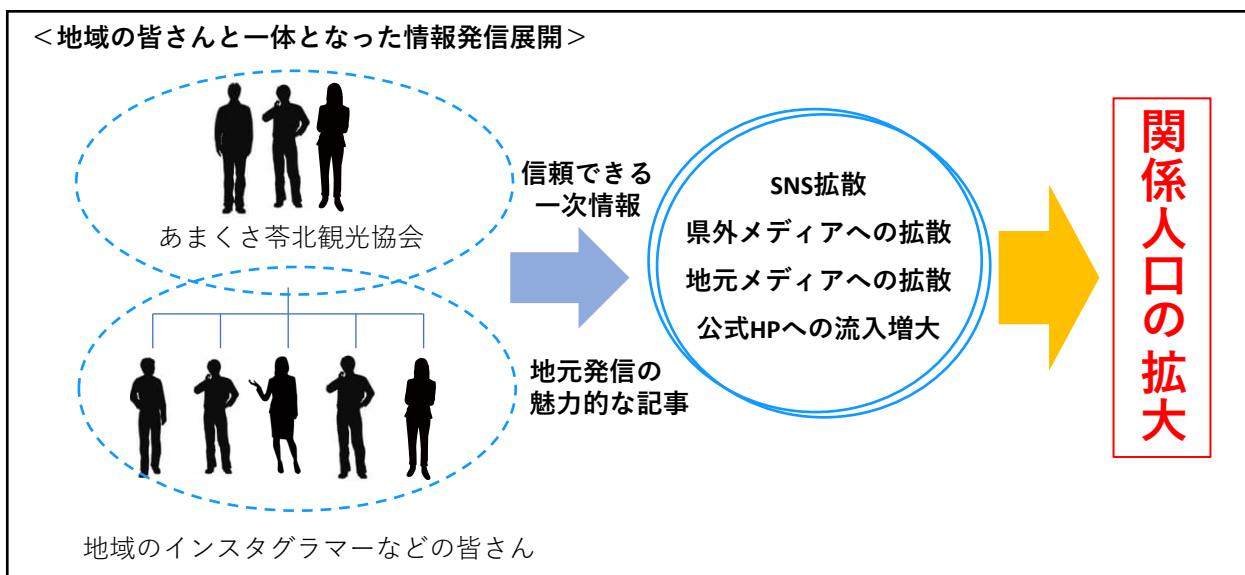 ＜地域の皆さんと一体となった情報発信展開＞
あまくさ苓北観光協会
地域のインスタグラマーなどの皆さん
信頼できる
一次情報
地元発信の
魅力的な記事
SNS拡散
県外メディアへの拡散
地元メディアへの拡散
公式HPへの流入増大
関係人口の拡大